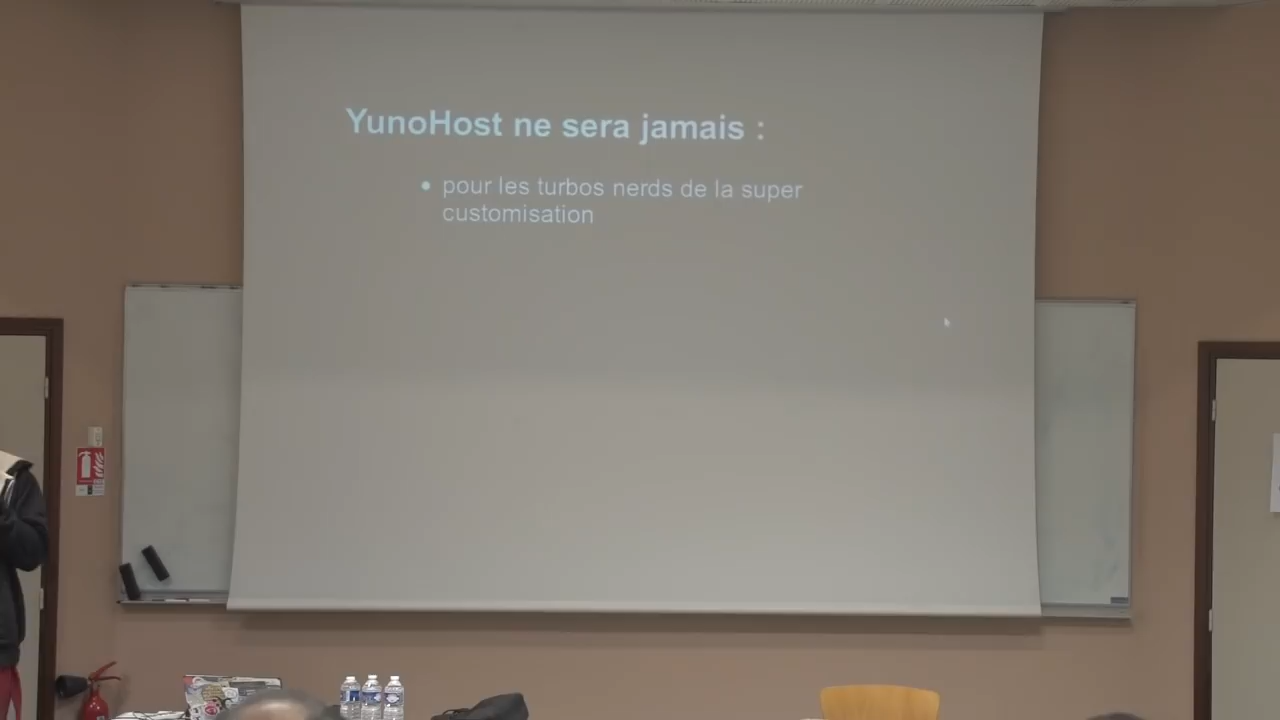 YunoHost ne sera jamais :
• pour les turbos nerds de la super
customisation